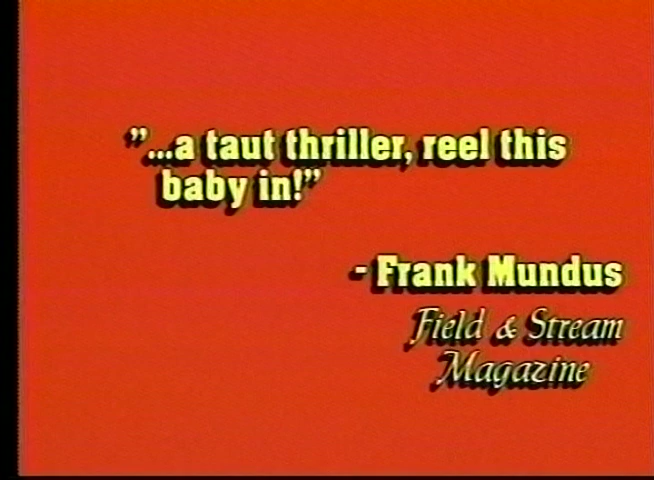 "...a taut thriller, reel this
baby in!"
- Frank Mundus
Field & Stream
Magazine